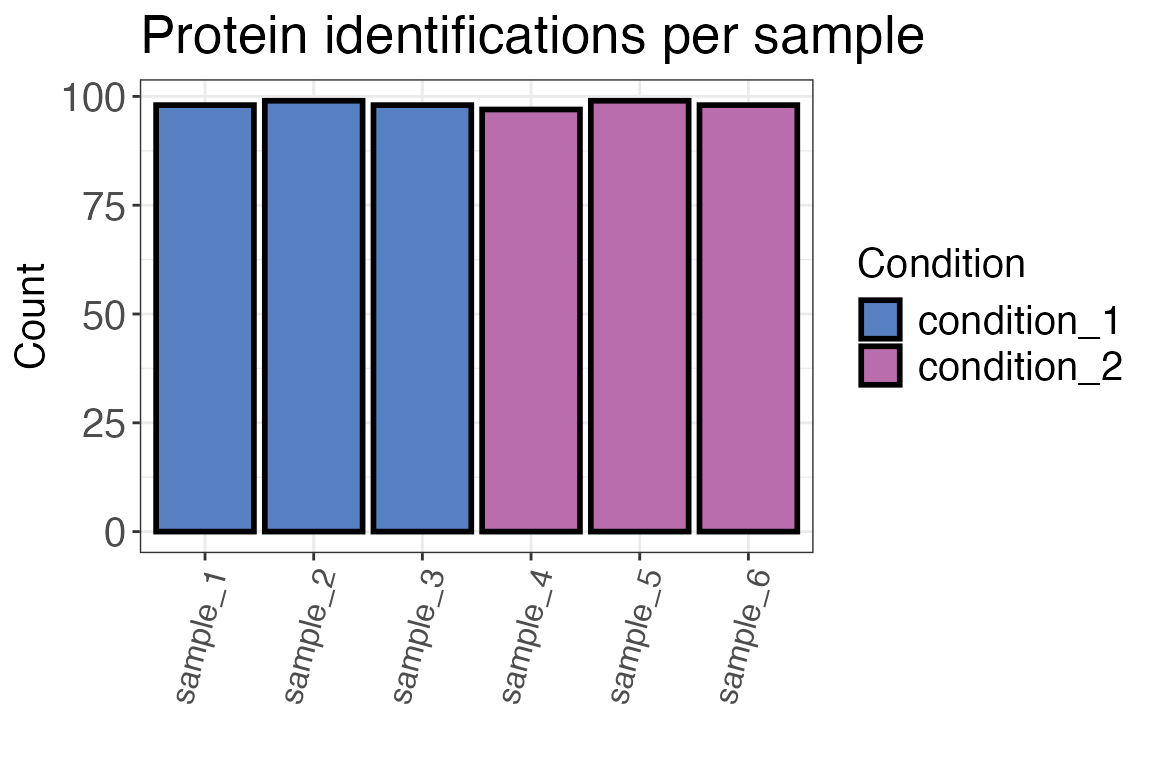 Protein identifications per sample
100
75
50
25
0
Count
sample_1
sample_2
sample_3
sample_4
sample_5
sample_6
Condition
condition_1
condition_2